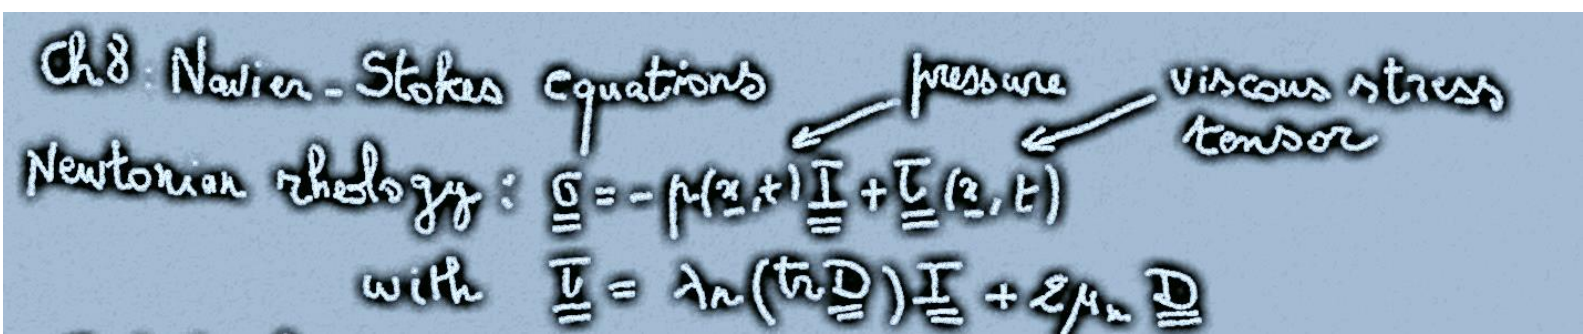 Ch8: Navier-Stokes equations
pressure
viscous stress
tensor
Newtonian rheology: σ = - p(x,t) I + τ(x,t)
with τ = λn(tr D) I + 2μn D